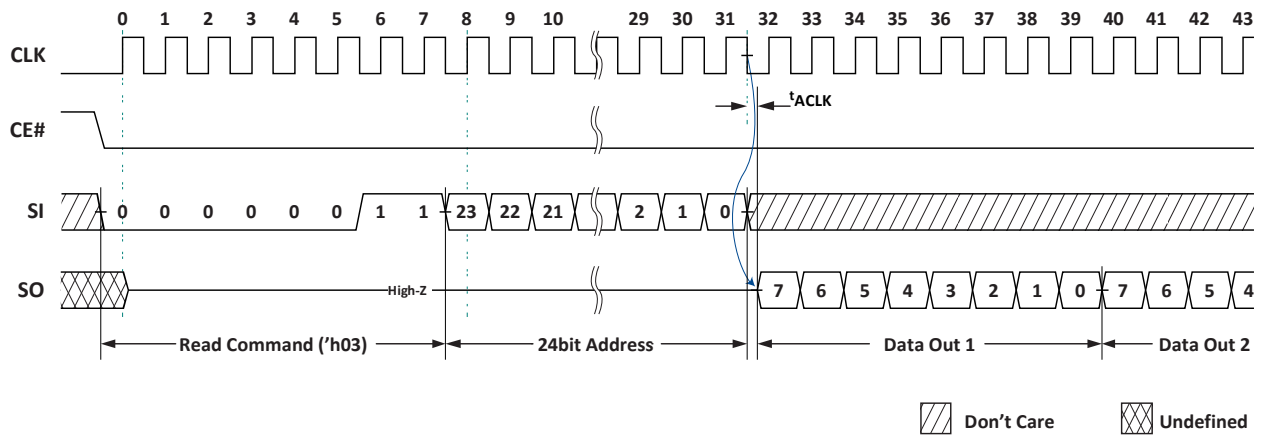 0 1 2 3 4 5 6 7 8 9 10 29 30 31 32 33 34 35 36 37 38 39 40 41 42 43
CLK
tACLK
CE#
SI 0 0 0 0 0 0 1 1 23 22 21 2 1 0
SO High-Z 7 6 5 4 3 2 1 0 7 6 5 4
Read Command ('h03) 24bit Address Data Out 1 Data Out 2
Don't Care Undefined